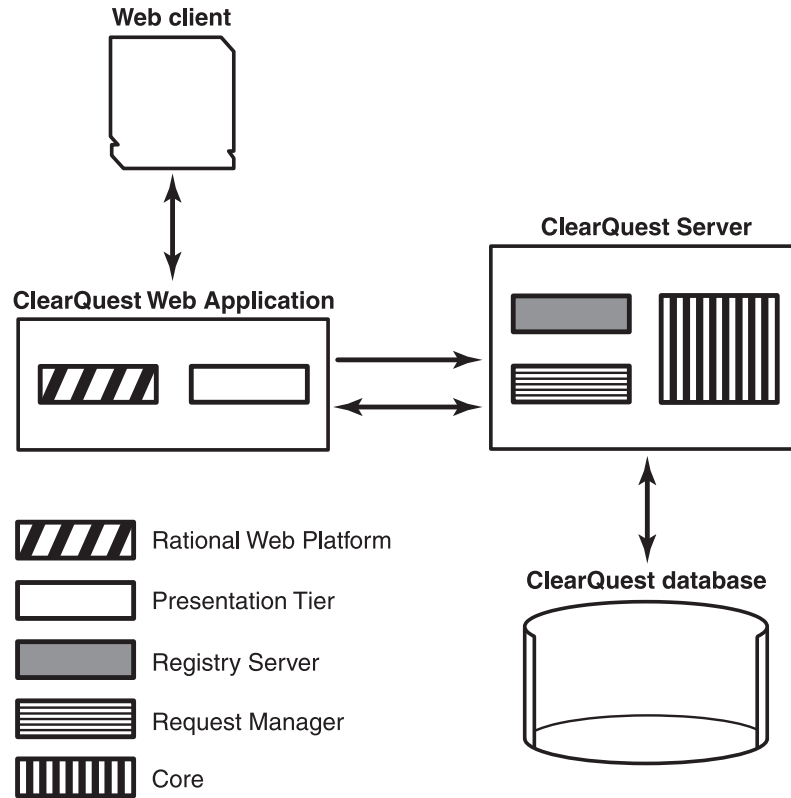 Web client
ClearQuest Server
ClearQuest Web Application
Rational Web Platform
Presentation Tier
Registry Server
Request Manager
Core
ClearQuest database